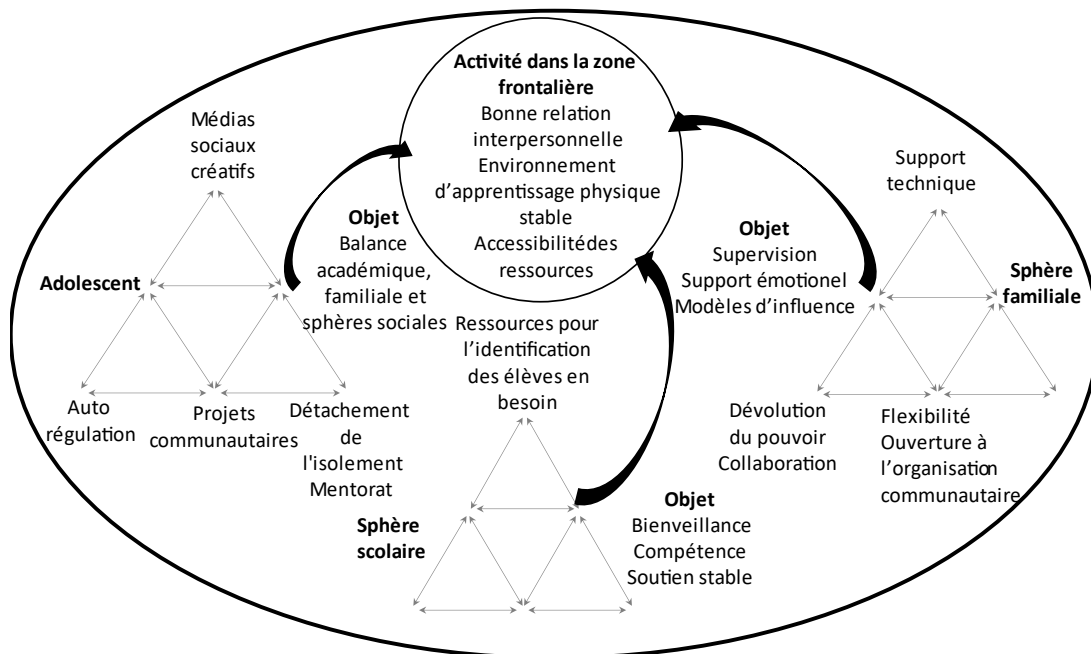 Activité dans la zone
frontalière
Bonne relation
interpersonnelle
Environnement
d'apprentissage physique
stable
Accessibilitédes
ressources
Médias
sociaux
créatifs
Adolescent
Objet
Balance
académique,
familiale et
sphères sociales
Auto
régulation
Projets
communautaires
Détachement
de
l'isolement
Mentorat
Ressources pour
l'identification
des élèves en
besoin
Sphère
scolaire
Objet
Bienveillance
Compétence
Soutien stable
Objet
Supervision
Support émotionel
Modèles d'influence
Support
technique
Sphère
familiale
Dévolution
du pouvoir
Collaboration
Flexibilité
Ouverture à
l'organisation
communautaire